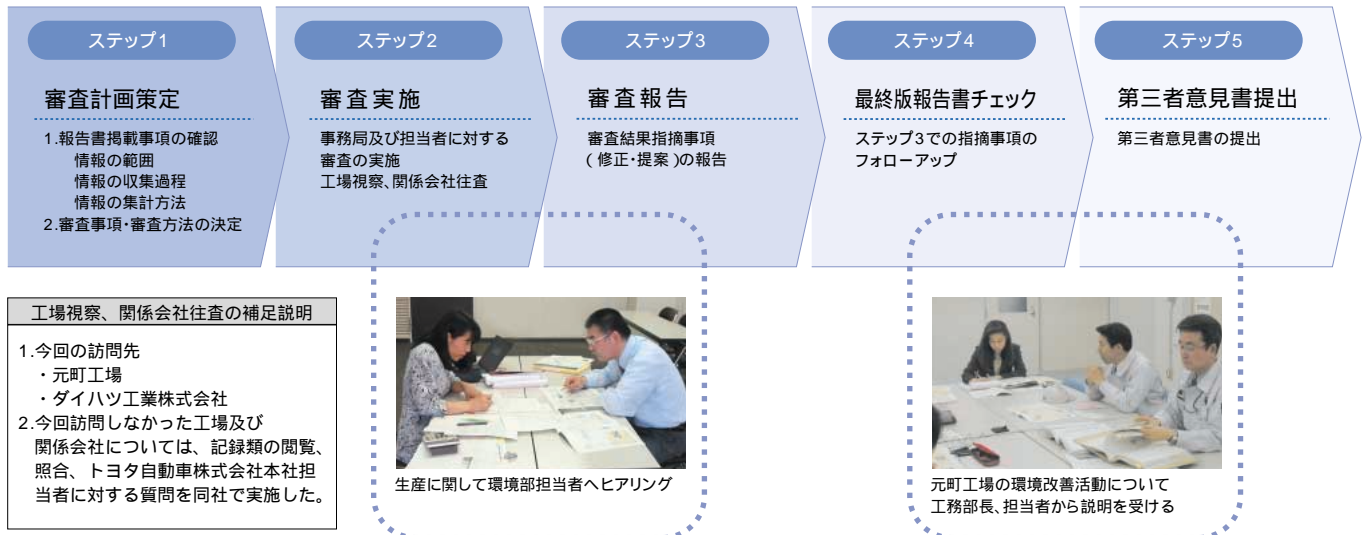 ステップ1
審査計画策定
1.報告書掲載事項の確認
情報の範囲
情報の収集過程
情報の集計方法
2.審査事項・審査方法の決定
ステップ2
審査実施
事務局及び担当者に対する
審査の実施
工場視察、関係会社往査
ステップ3
審査報告
審査結果指摘事項
(修正・提案)の報告
ステップ4
最終版報告書チェック
ステップ3での指摘事項の
フォローアップ
ステップ5
第三者意見書提出
第三者意見書の提出
工場視察、関係会社往査の補足説明
1.今回の訪問先
・元町工場
・ダイハツ工業株式会社
2.今回訪問しなかった工場及び
関係会社については、記録類の閲覧、
照合、トヨタ自動車株式会社本社担
当者に対する質問を同社で実施した。
生産に関して環境部担当者へヒアリング
元町工場の環境改善活動について
工務部長、担当者から説明を受ける